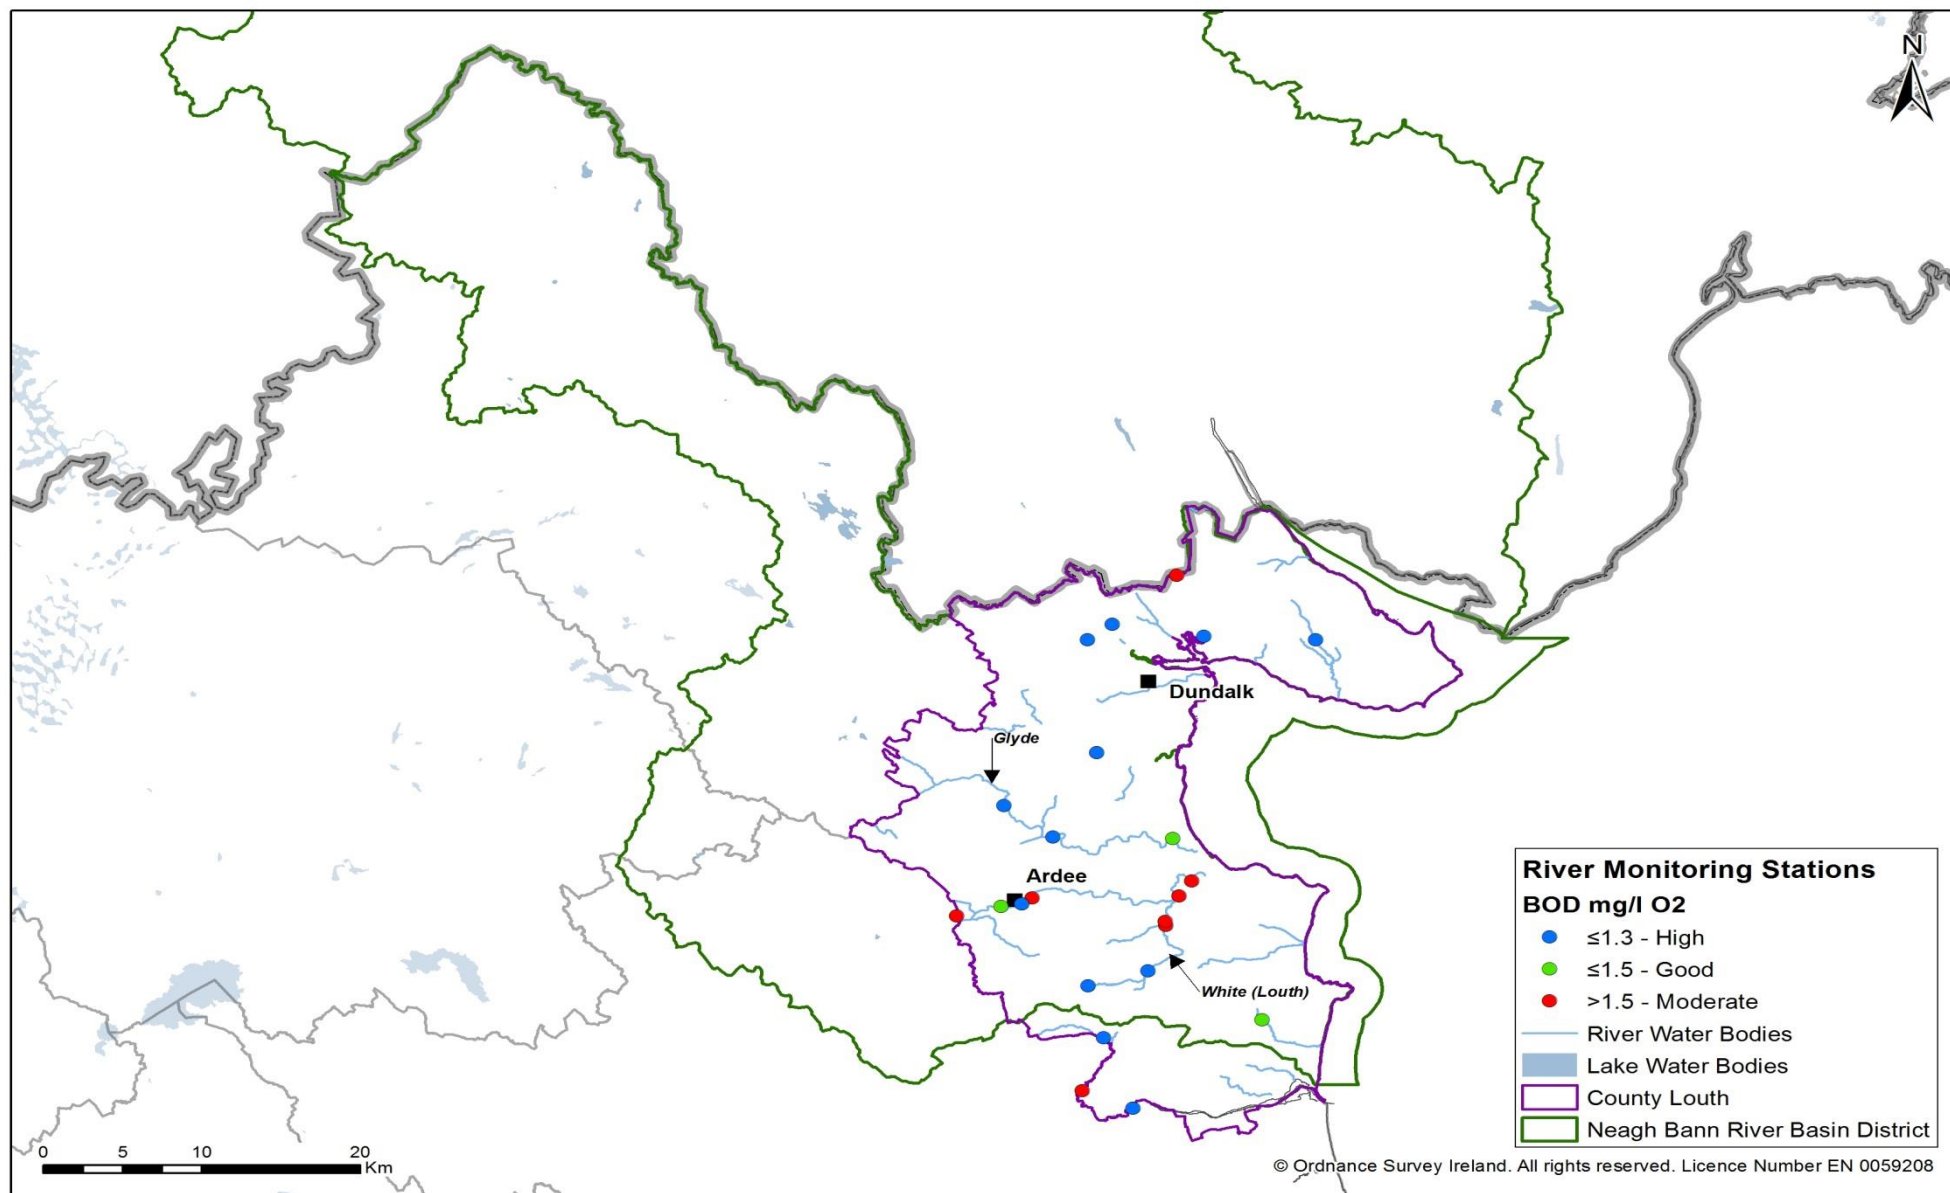 N
Dundalk
Glyde
Ardee
White (Louth)
River Monitoring Stations
BOD mg/l O2
≤1.3 - High
≤1.5 - Good
>1.5 - Moderate
River Water Bodies
Lake Water Bodies
County Louth
Neagh Bann River Basin District
0 5 10 20
Km
© Ordnance Survey Ireland. All rights reserved. Licence Number EN 0059208